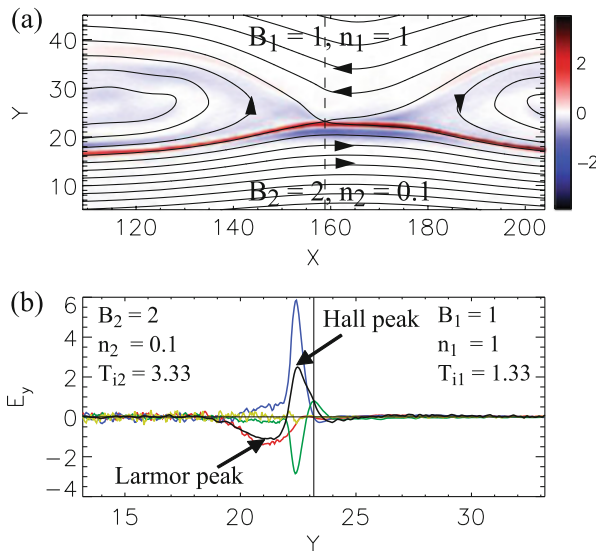 (a)
B₁ = 1, n₁ = 1
B₂ = 2, n₂ = 0.1
Y
40
30
20
10
120
140
160
180
200
X
2
0
-2
(b)
B₂ = 2
n₂ = 0.1
Tᵢ₂ = 3.33
Hall peak
B₁ = 1
n₁ = 1
Tᵢ₁ = 1.33
Larmor peak
E_y
6
4
2
0
-2
-4
15
20
25
30
Y